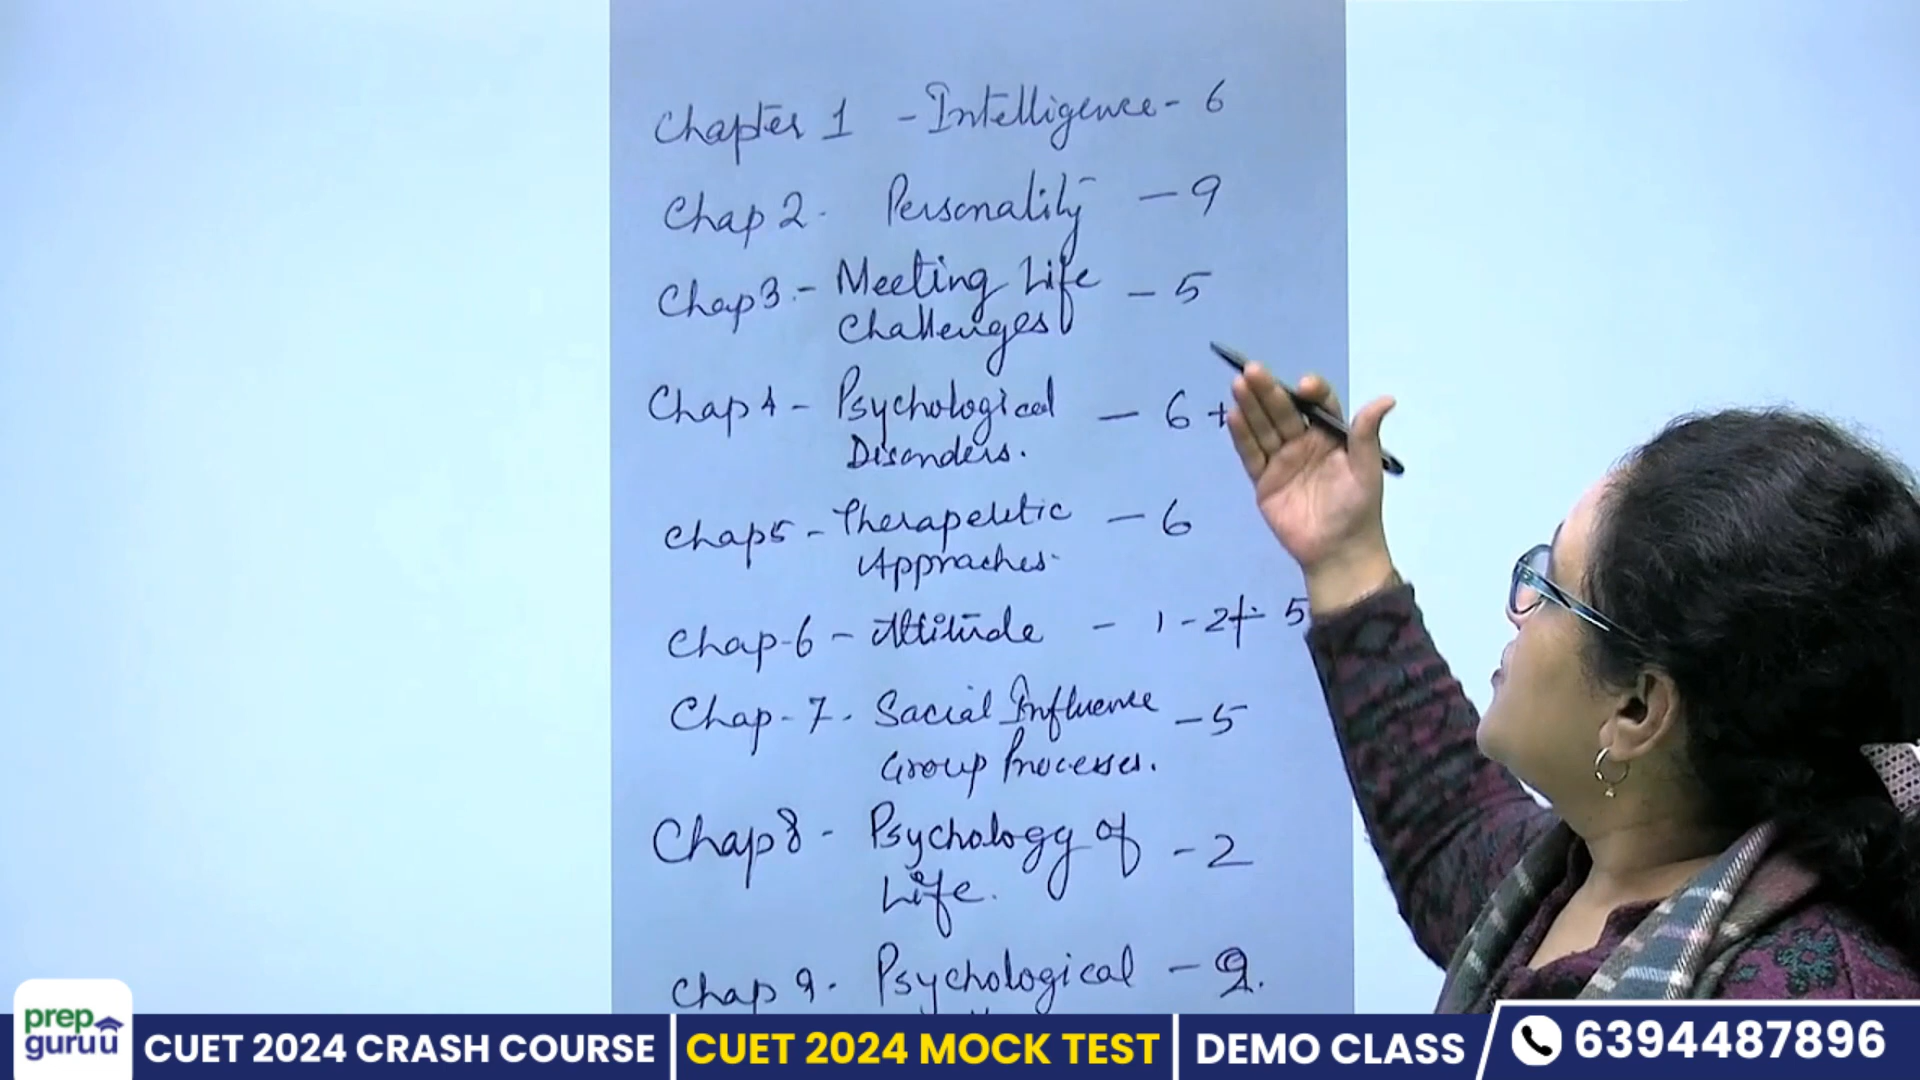 Chapter 1 - Intelligence - 6
Chap 2. Personality - 9
Chap 3.- Meeting Life - 5
Challenges
Chap 4 - Psychological - 6 +
Disorders.
Chap 5 - Therapeutic - 6
Approaches.
Chap-6 - Attitude - 1 - 2 + 5
Chap-7. Social Influence - 5
Group Processes.
Chap 8 - Psychology of - 2
Life.
Chap 9. Psychological -
prep
guruu
CUET 2024 CRASH COURSE | CUET 2024 MOCK TEST | DEMO CLASS 6394487896